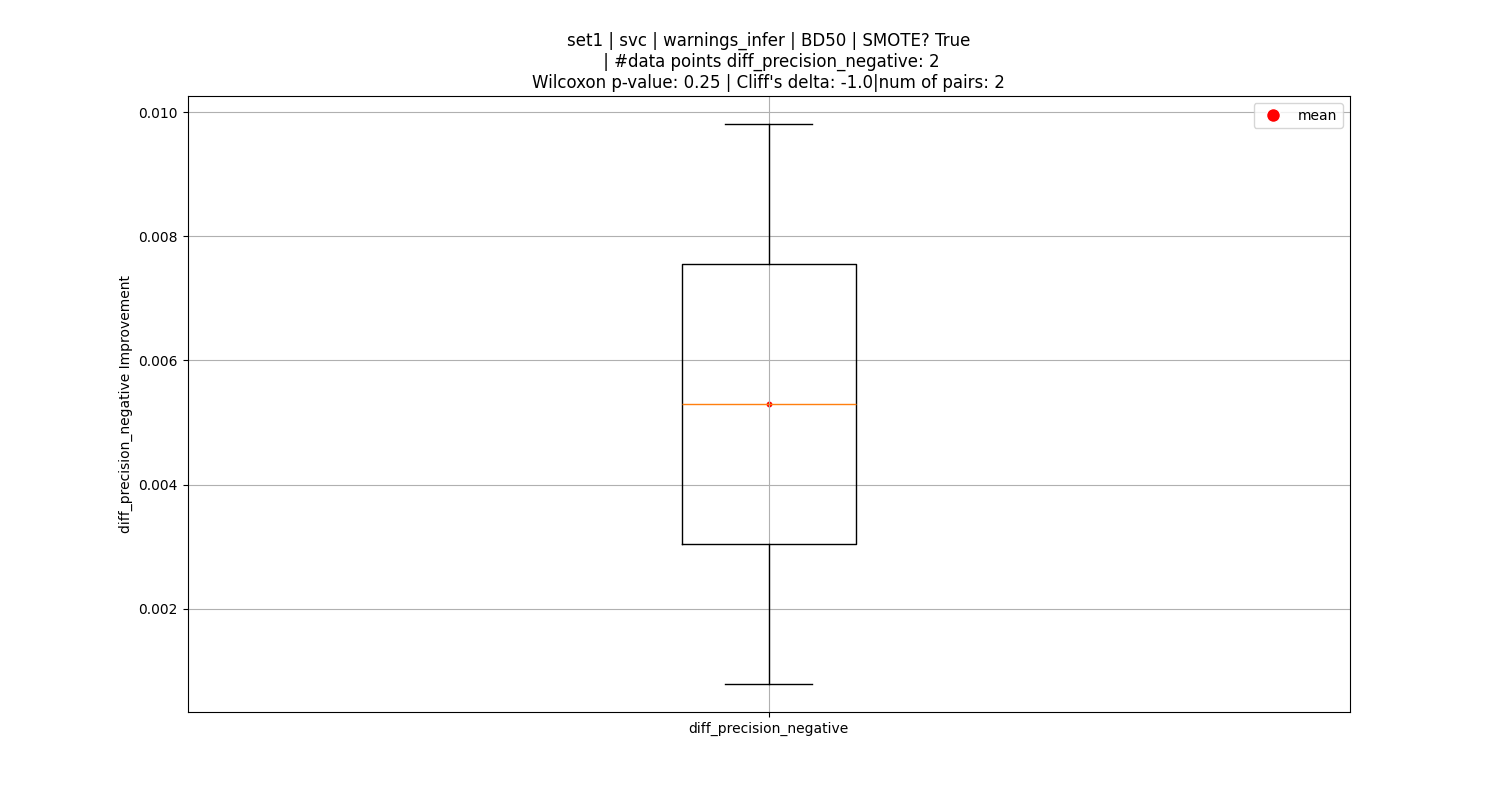 set1 | svc | warnings_infer | BD50 | SMOTE? True
| #data points diff_precision_negative: 2
Wilcoxon p-value: 0.25 | Cliff's delta: -1.0|num of pairs: 2
mean
0.010
0.008
0.006
0.004
0.002
diff_precision_negative Improvement
diff_precision_negative